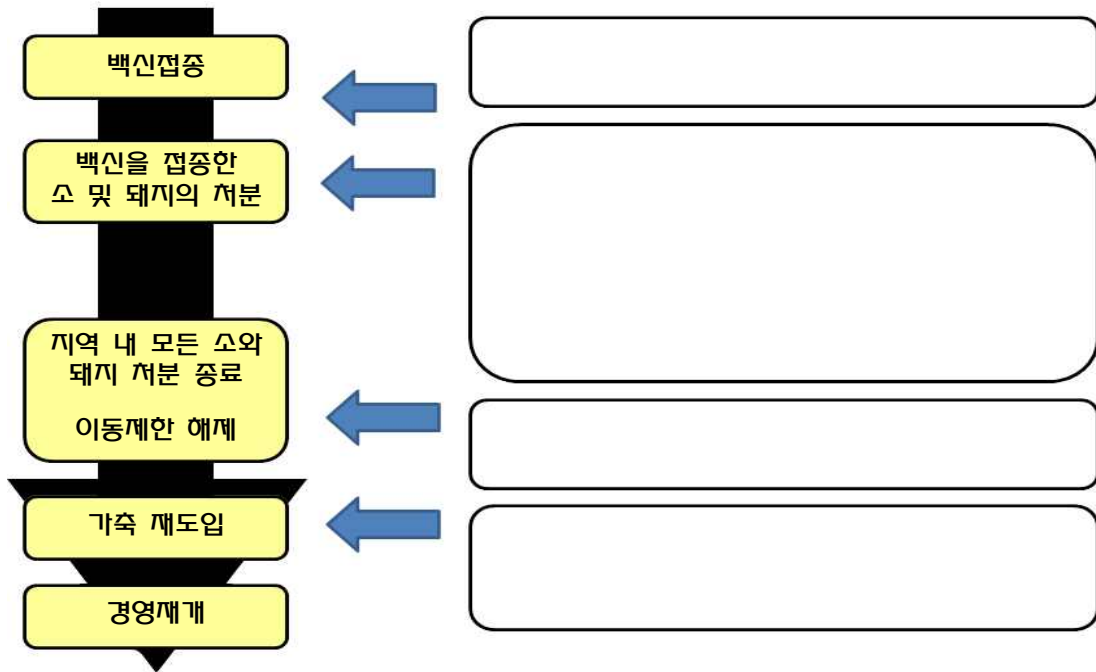 백신접종
백신을 접종한
소 및 돼지의 처분
지역 내 모든 소와
돼지 처분 종료
이동제한 해제
가축 재도입
경영재개